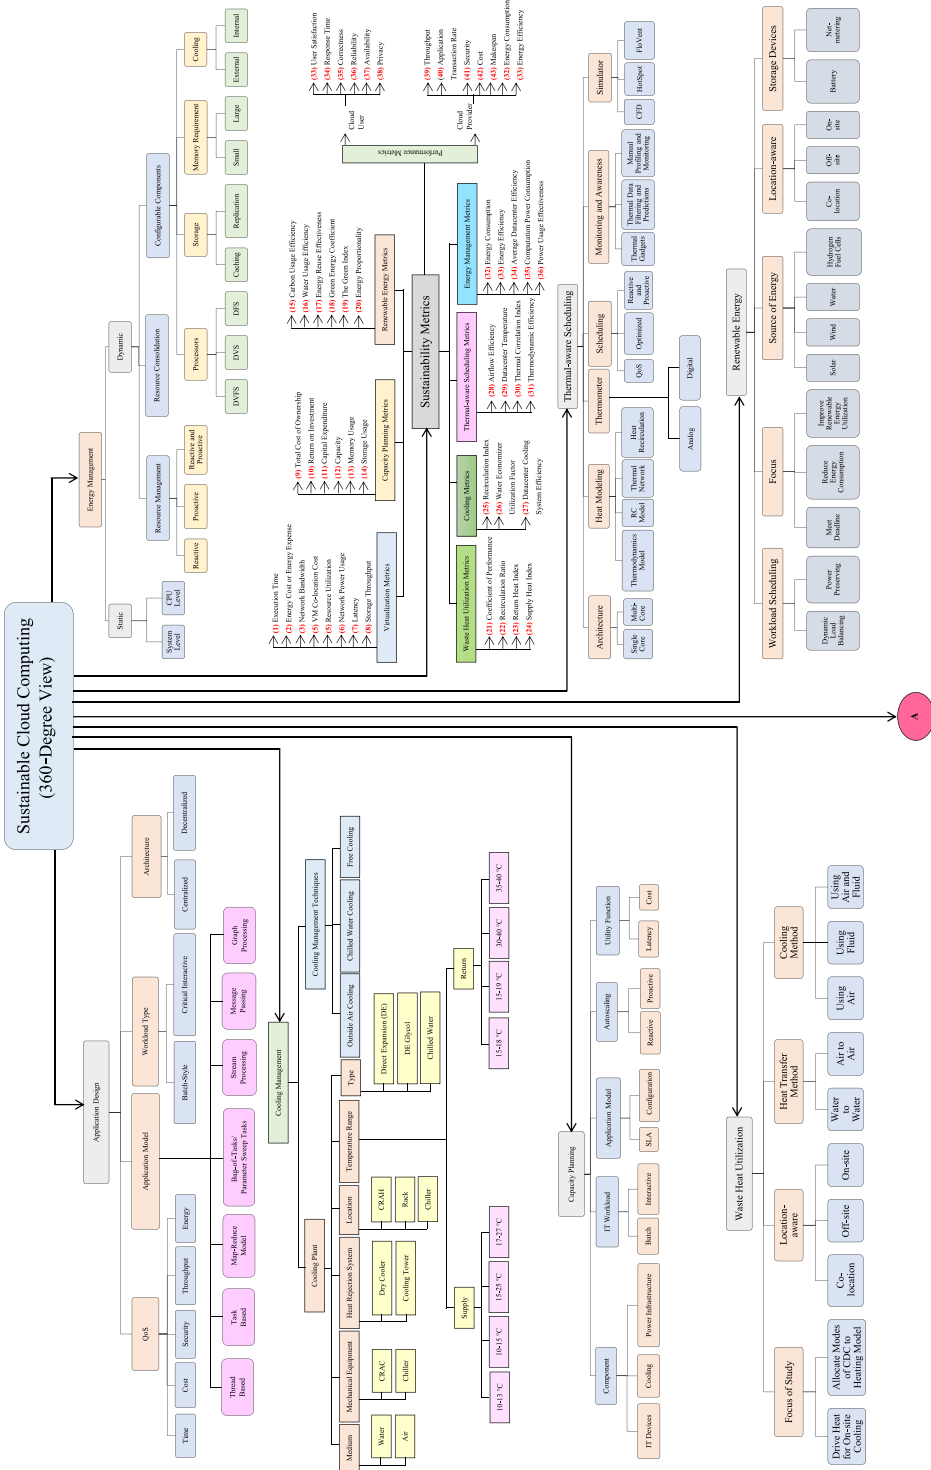 Sustainable Cloud Computing
(360-Degree View)
Application Design
QoS
Application Model
Workload Type
Architecture
Time
Cost
Security
Throughput
Energy
Batch-Style
Critical Interactive
Centralized
Decentralized
Thread
Based
Task
Based
Map-Reduce
Model
Bag-of-Tasks/
Parameter Sweep Tasks
Stream
Processing
Message
Passing
Graph
Processing
Cooling Management
Cooling Plant
Cooling Management Techniques
Medium
Mechanical Equipment
Heat Rejection System
Location
Temperature Range
Type
Outside Air Cooling
Chilled Water Cooling
Free Cooling
Water
Air
CRAC
Chiller
Dry Cooler
Cooling Tower
CRAH
Rack
Chiller
Direct Expansion (DE)
DE Glycol
Chilled Water
Supply
Return
10-13 °C
10-15 °C
15-25 °C
17-27 °C
15-18 °C
15-19 °C
30-40 °C
35-40 °C
Capacity Planning
Component
IT Workload
Application Model
Autoscaling
Utility Function
IT Devices
Cooling
Power Infrastructure
Batch
Interactive
SLA
Configuration
Reactive
Proactive
Latency
Cost
Waste Heat Utilization
Focus of Study
Location-
aware
Heat Transfer
Method
Cooling
Method
Drive Heat
for On-site
Cooling
Allocate Modes
of CDC to
Heating Model
Co-
location
Off-site
On-site
Water
to
Water
Air to
Air
Using
Air
Using
Fluid
Using
Air and
Fluid
A
Energy Management
Static
Dynamic
System
Level
CPU
Level
Resource Management
Resource Consolidation
Configurable Components
Reactive
Proactive
Reactive and
Proactive
Processors
Storage
Memory Requirement
Cooling
DVFS
DVS
DFS
Caching
Replication
Small
Large
External
Internal
Sustainability Metrics
Virtualization Metrics
(1) Execution Time
(2) Energy Cost or Energy Expense
(3) Network Bandwidth
(5) VM Co-location Cost
(5) Resource Utilization
(6) Network Power Usage
(7) Latency
(8) Storage Throughput
Capacity Planning Metrics
(9) Total Cost of Ownership
(10) Return on Investment
(11) Capital Expenditure
(12) Capacity
(13) Memory Usage
(14) Storage Usage
Renewable Energy Metrics
(15) Carbon Usage Efficiency
(16) Water Usage Efficiency
(17) Energy Reuse Effectiveness
(18) Green Energy Coefficient
(19) The Green Index
(20) Energy Proportionality
Performance Metrics
Cloud
User
(33) User Satisfaction
(34) Response Time
(35) Correctness
(36) Reliability
(37) Availability
(38) Privacy
Cloud
Provider
(39) Throughput
(40) Application
Transaction Rate
(41) Security
(42) Cost
(43) Makespan
(32) Energy Consumption
(33) Energy Efficiency
Waste Heat Utilization Metrics
(21) Coefficient of Performance
(22) Recirculation Ratio
(23) Return Heat Index
(24) Supply Heat Index
Cooling Metrics
(25) Recirculation Index
(26) Water Economizer
Utilization Factor
(27) Datacenter Cooling
System Efficiency
Thermal-aware Scheduling Metrics
(28) Airflow Efficiency
(29) Datacenter Temperature
(30) Thermal Correlation Index
(31) Thermodynamic Efficiency
Energy Management Metrics
(32) Energy Consumption
(33) Energy Efficiency
(34) Average Datacenter Efficiency
(35) Computation Power Consumption
(36) Power Usage Effectiveness
Thermal-aware Scheduling
Architecture
Heat Modeling
Thermometer
Scheduling
Monitoring and Awareness
Simulator
Single
Core
Multi-
Core
Thermodynamics
Model
RC
Model
Thermal
Network
Heat
Recirculation
Analog
Digital
QoS
Optimized
Reactive
and
Proactive
Thermal
Gadgets
Thermal Data
Filtering and
Predictions
Manual
Profiling and
Monitoring
CFD
HotSpot
FloVent
Renewable Energy
Workload Scheduling
Focus
Source of Energy
Location-aware
Storage Devices
Dynamic
Load
Balancing
Power
Preserving
Meet
Deadline
Reduce
Energy
Consumption
Improve
Renewable
Energy
Utilization
Solar
Wind
Water
Hydrogen
Fuel Cells
Co-
location
Off-
site
On-
site
Battery
Net-
metering